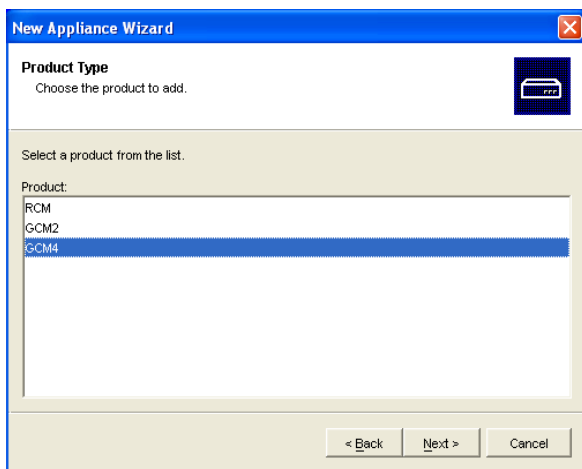 New Appliance Wizard
Product Type
Choose the product to add.
Select a product from the list.
Product:
RCM
GCM2
GCM4
< Back
Next >
Cancel